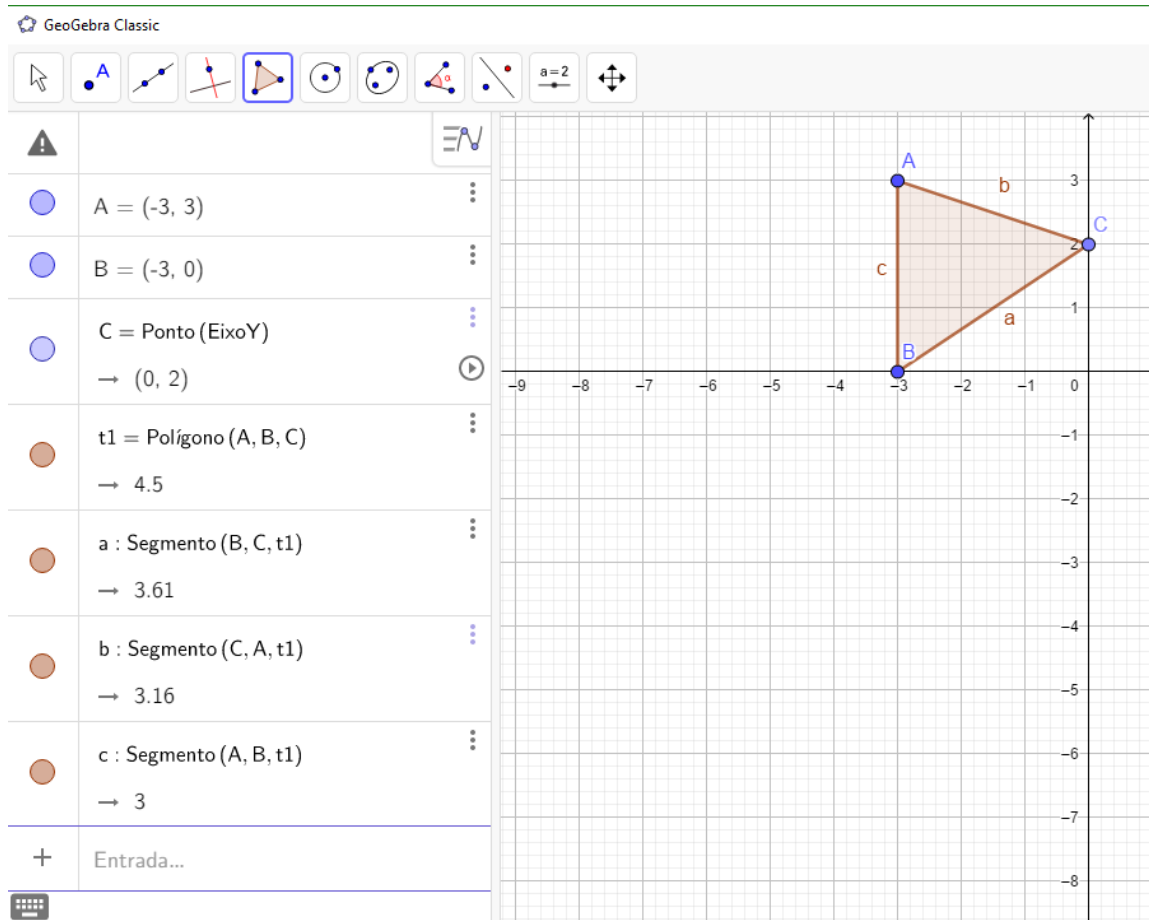 GeoGebra Classic
A
α
a=2
A = (-3, 3)
B = (-3, 0)
C = Ponto (EixoY)
→ (0, 2)
t1 = Polígono (A, B, C)
→ 4.5
a : Segmento (B, C, t1)
→ 3.61
b : Segmento (C, A, t1)
→ 3.16
c : Segmento (A, B, t1)
→ 3
+ Entrada...
A
b
3
C
2
c
1
a
B
–9 –8 –7 –6 –5 –4 –3 –2 –1 0
–1
–2
–3
–4
–5
–6
–7
–8